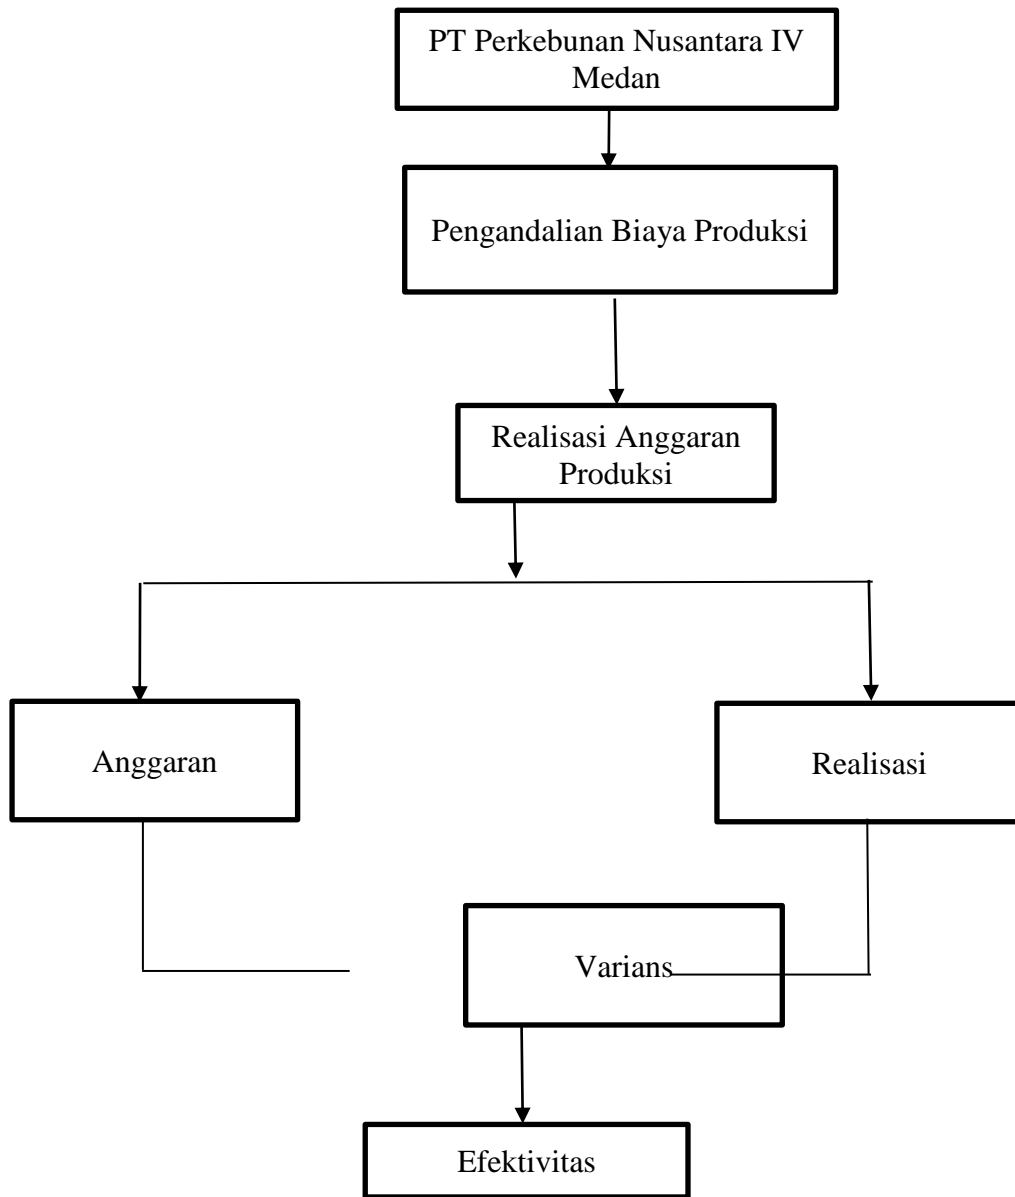 PT Perkebunan Nusantara IV
Medan
Pengandalian Biaya Produksi
Realisasi Anggaran
Produksi
Anggaran
Realisasi
Varians
Efektivitas